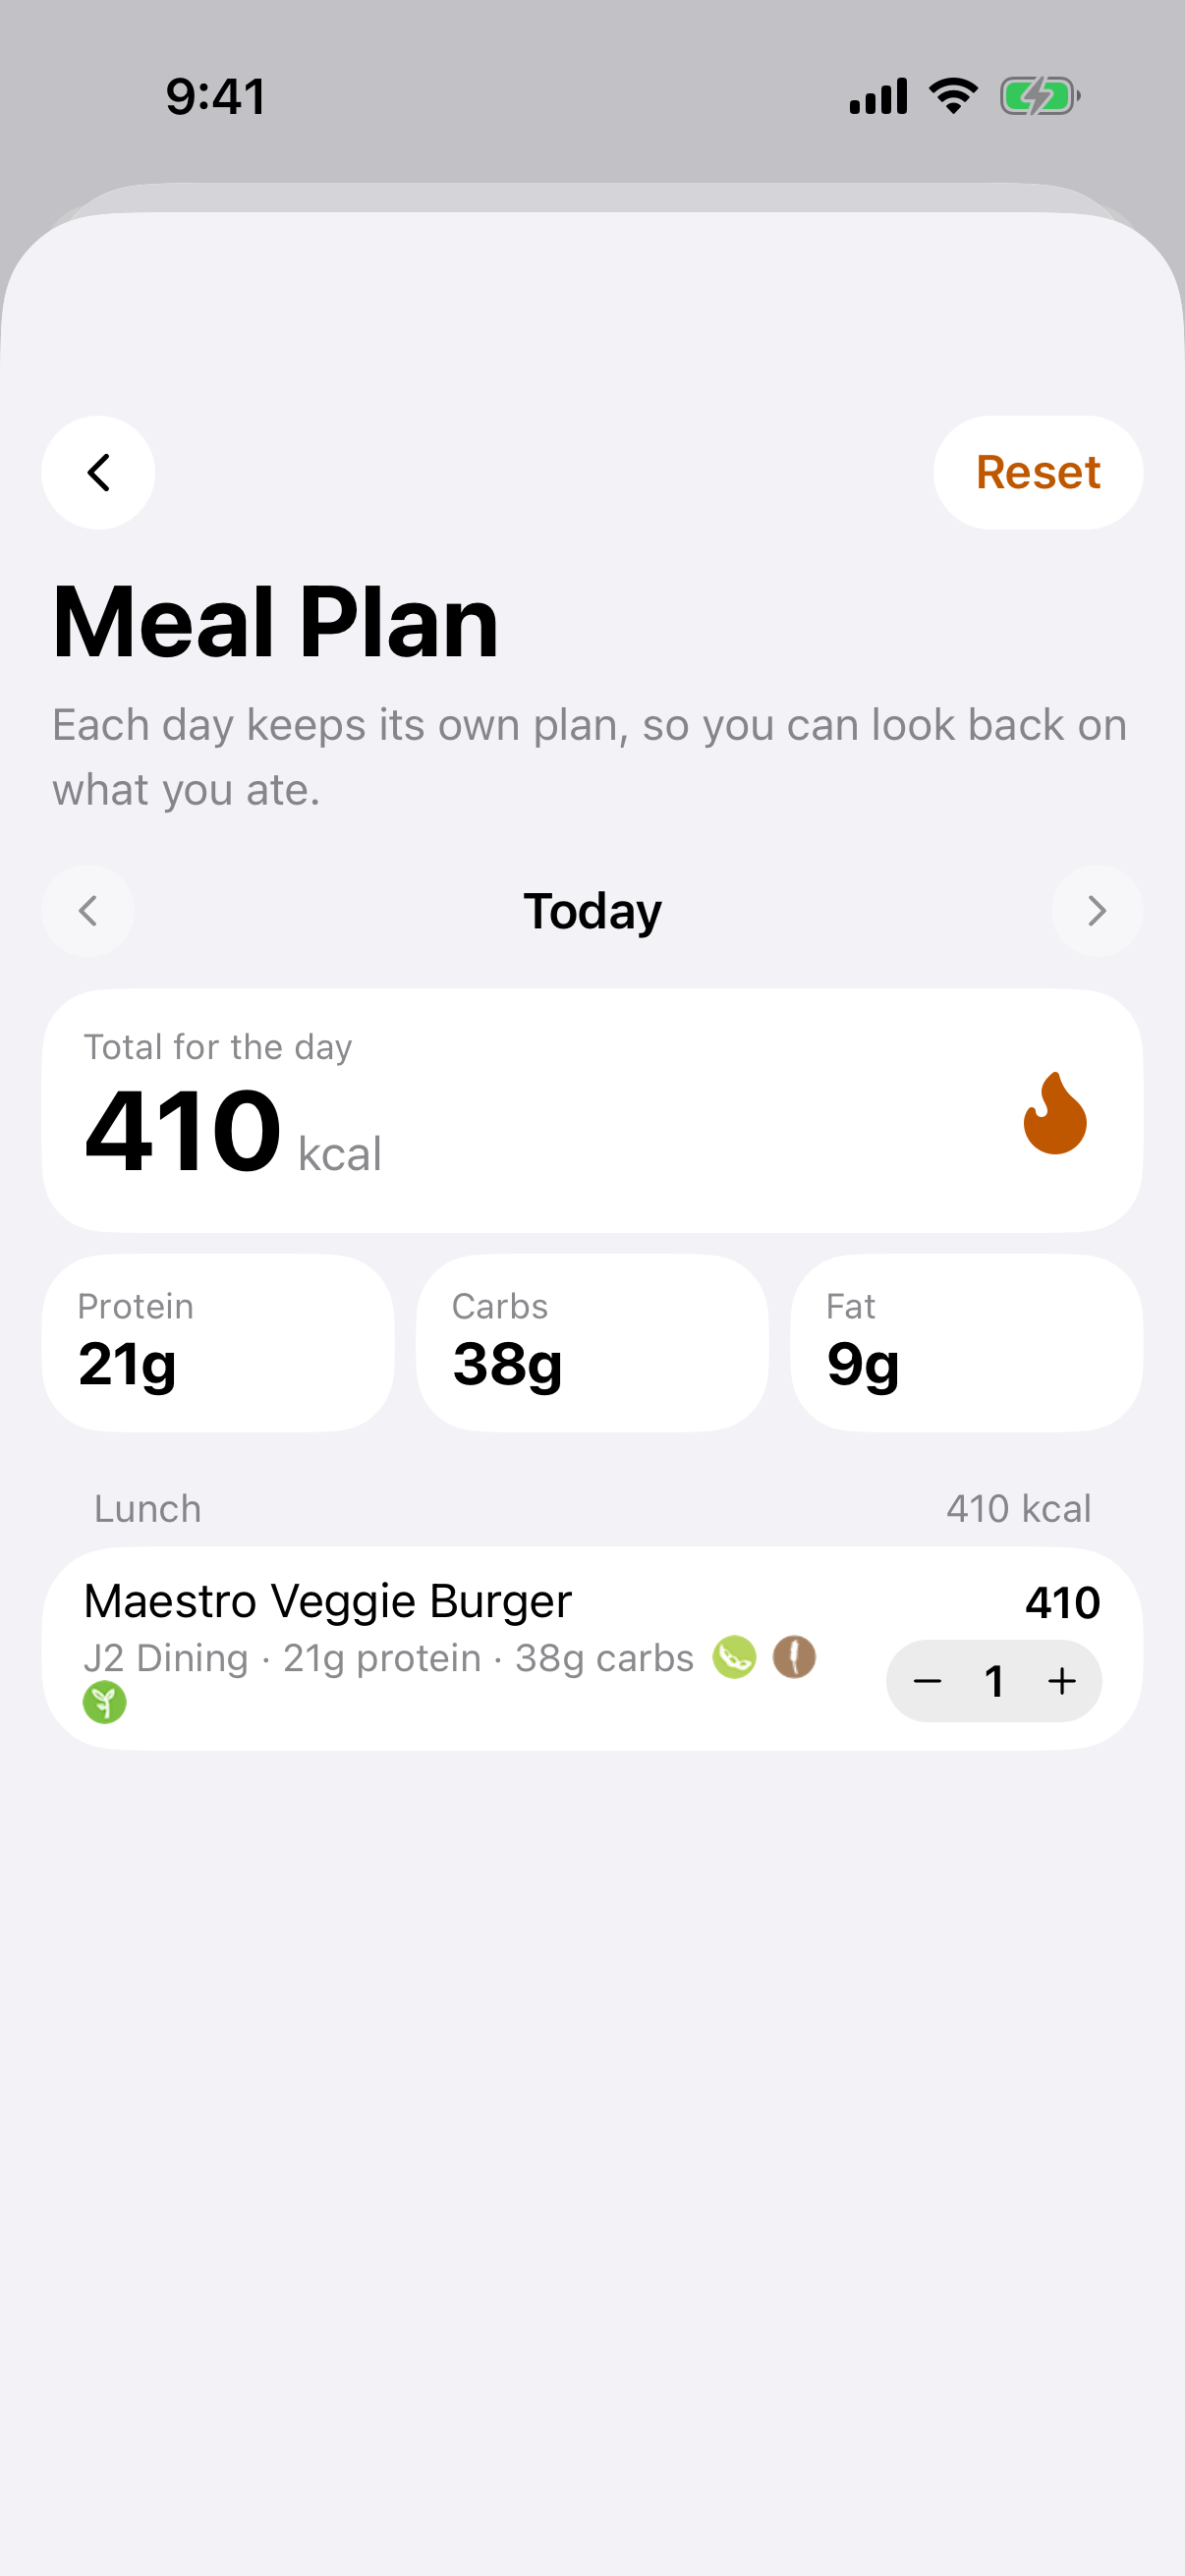 9:41
Reset
Meal Plan
Each day keeps its own plan, so you can look back on
what you ate.
Today
Total for the day
410 kcal
Protein
21g
Carbs
38g
Fat
9g
Lunch
410 kcal
Maestro Veggie Burger
410
J2 Dining · 21g protein · 38g carbs
1